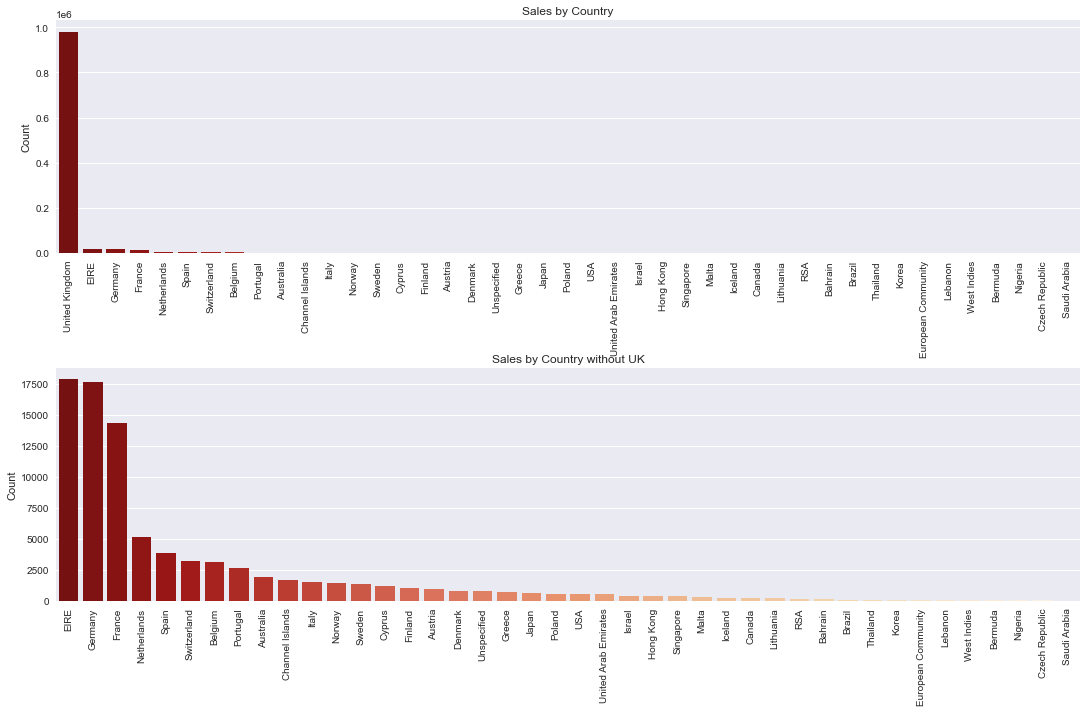 Sales by Country
1e6
1.0
0.8
0.6
0.4
0.2
0.0
Count
United Kingdom
EIRE
Germany
France
Netherlands
Spain
Switzerland
Belgium
Portugal
Australia
Channel Islands
Italy
Norway
Sweden
Cyprus
Finland
Austria
Denmark
Unspecified
Greece
Japan
Poland
USA
United Arab Emirates
Israel
Hong Kong
Singapore
Malta
Iceland
Canada
Lithuania
RSA
Bahrain
Brazil
Thailand
Korea
European Community
Lebanon
West Indies
Bermuda
Nigeria
Czech Republic
Saudi Arabia
Sales by Country without UK
17500
15000
12500
10000
7500
5000
2500
0
Count
EIRE
Germany
France
Netherlands
Spain
Switzerland
Belgium
Portugal
Australia
Channel Islands
Italy
Norway
Sweden
Cyprus
Finland
Austria
Denmark
Unspecified
Greece
Japan
Poland
USA
United Arab Emirates
Israel
Hong Kong
Singapore
Malta
Iceland
Canada
Lithuania
RSA
Bahrain
Brazil
Thailand
Korea
European Community
Lebanon
West Indies
Bermuda
Nigeria
Czech Republic
Saudi Arabia